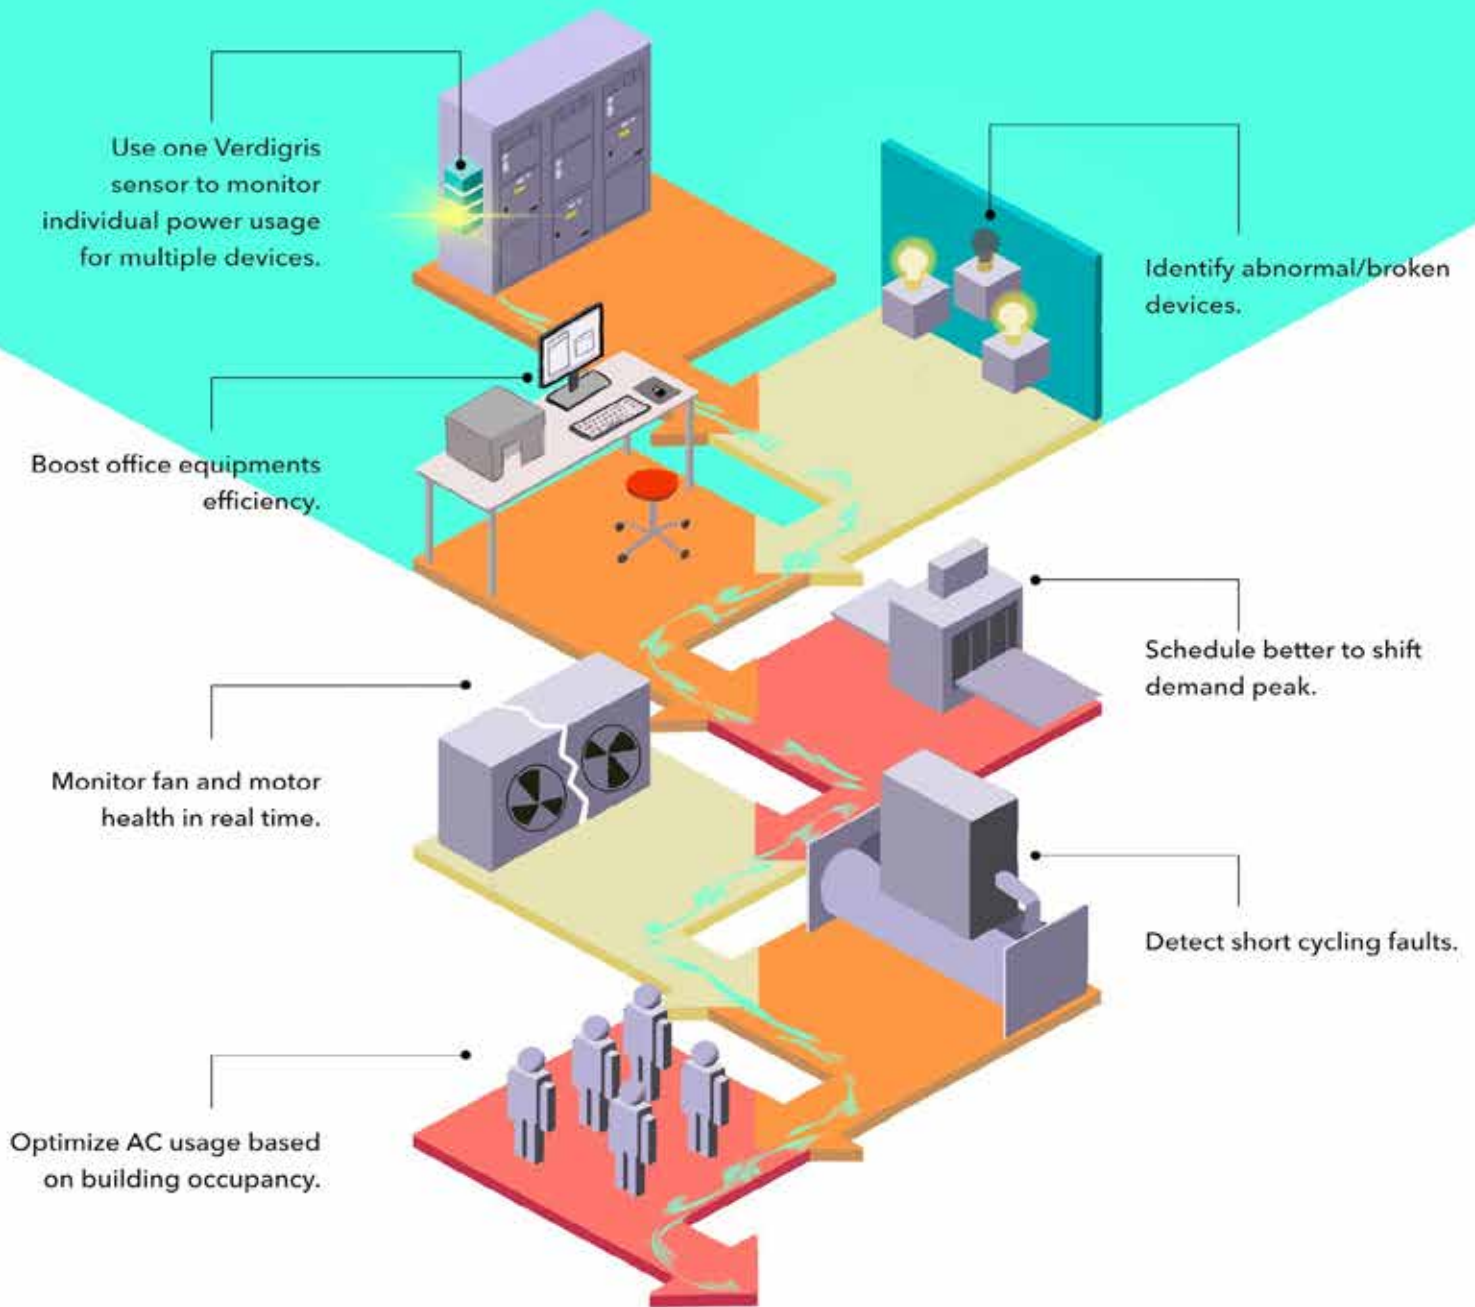 Use one Verdigris
sensor to monitor
individual power usage
for multiple devices.
Identify abnormal/broken
devices.
Boost office equipments
efficiency.
Schedule better to shift
demand peak.
Monitor fan and motor
health in real time.
Detect short cycling faults.
Optimize AC usage based
on building occupancy.